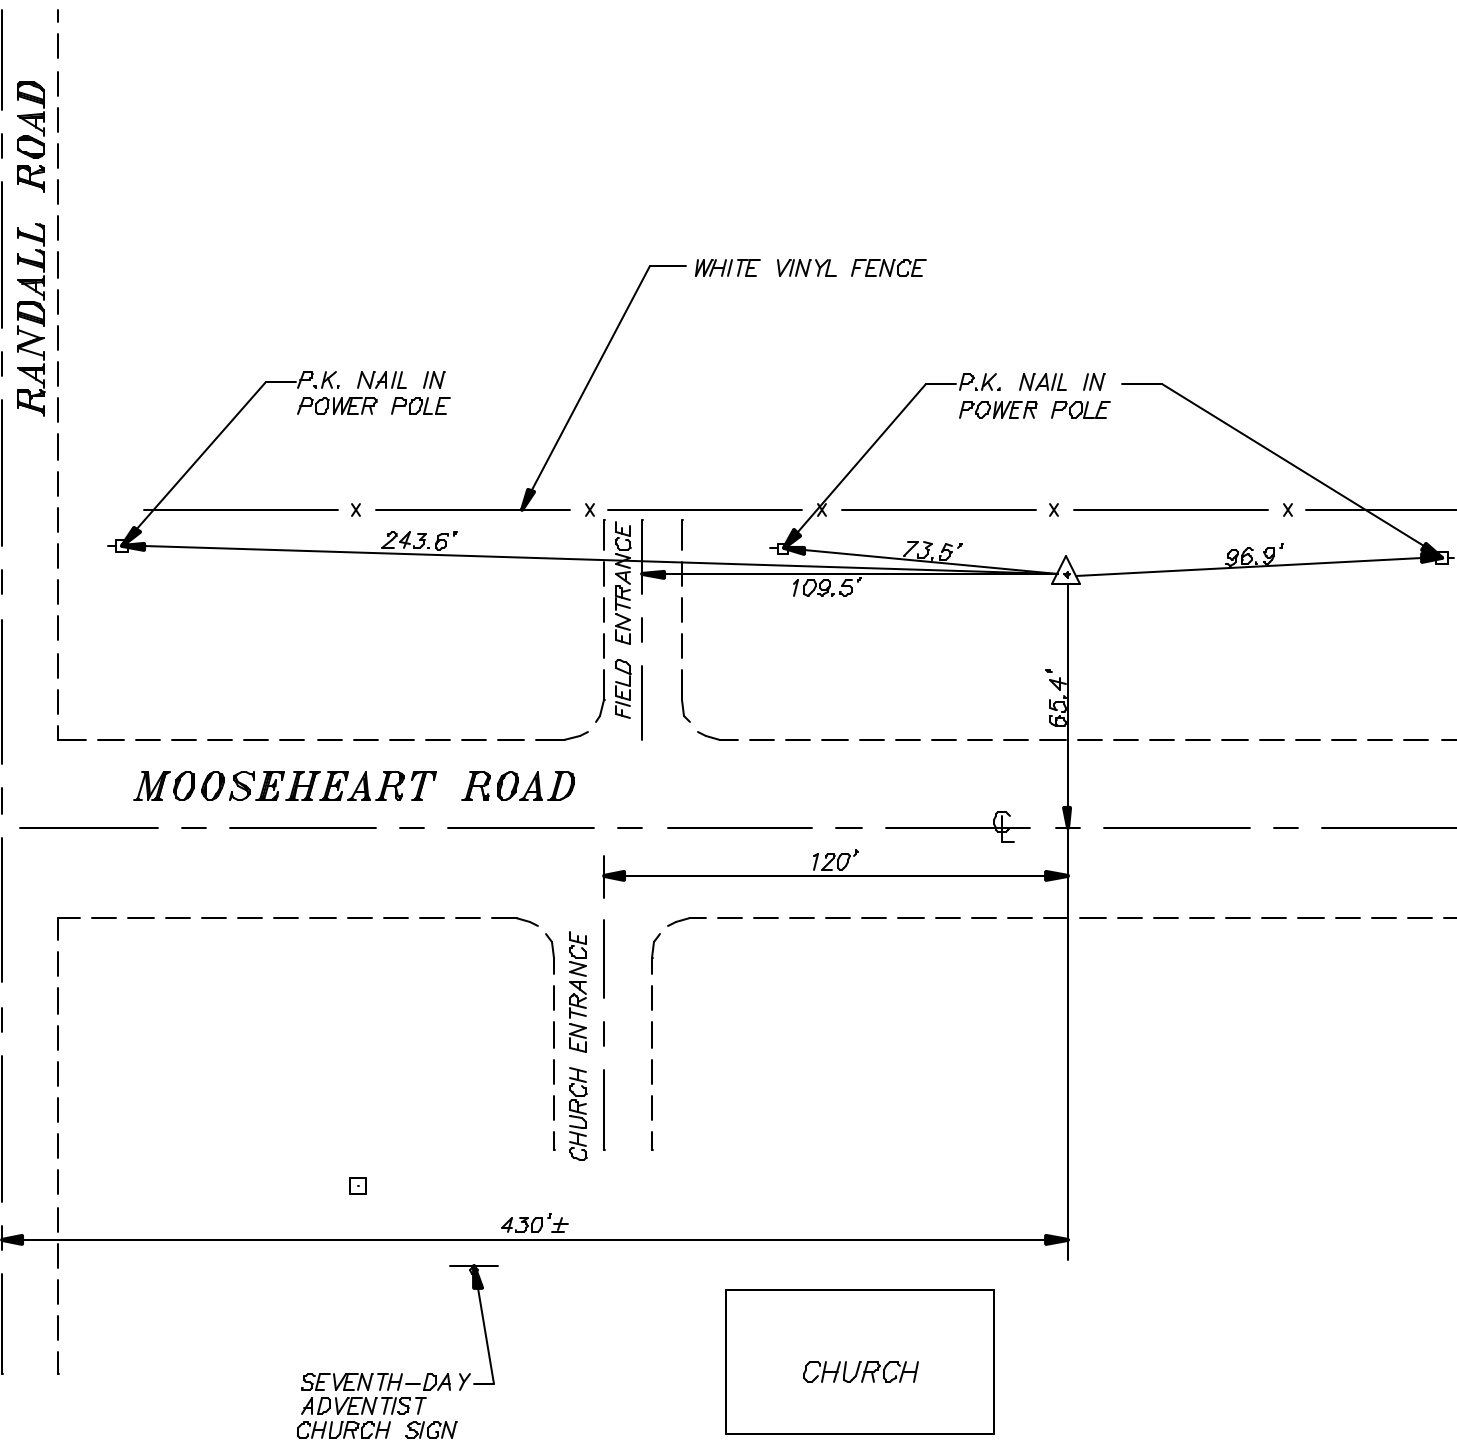 RANDALL ROAD
WHITE VINYL FENCE
P.K. NAIL IN
POWER POLE
P.K. NAIL IN
POWER POLE
X X X X X
243.6'
73.5'
96.9'
109.5'
FIELD ENTRANCE
65.4'
MOOSEHEART ROAD
℄
120'
CHURCH ENTRANCE
430'±
SEVENTH-DAY
ADVENTIST
CHURCH SIGN
CHURCH